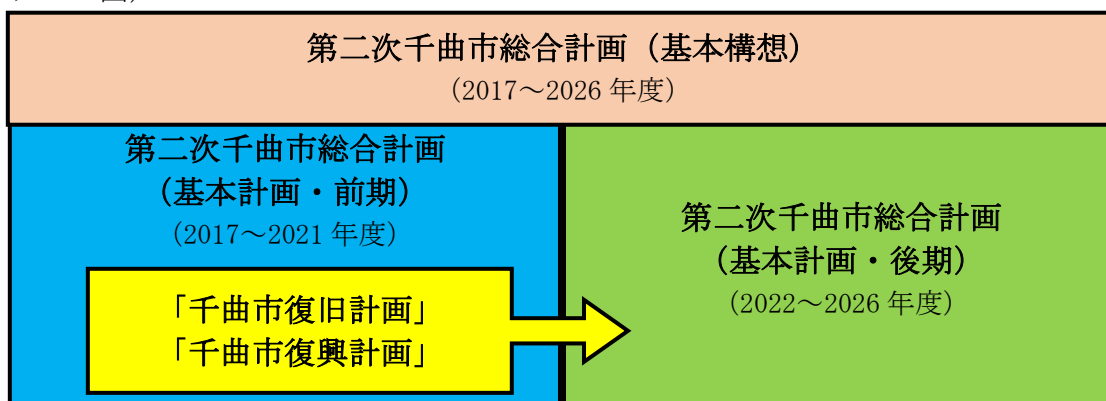 第二次千曲市総合計画（基本構想）
（2017～2026 年度）
第二次千曲市総合計画
（基本計画・前期）
（2017～2021 年度）
「千曲市復旧計画」
「千曲市復興計画」
第二次千曲市総合計画
（基本計画・後期）
（2022～2026 年度）